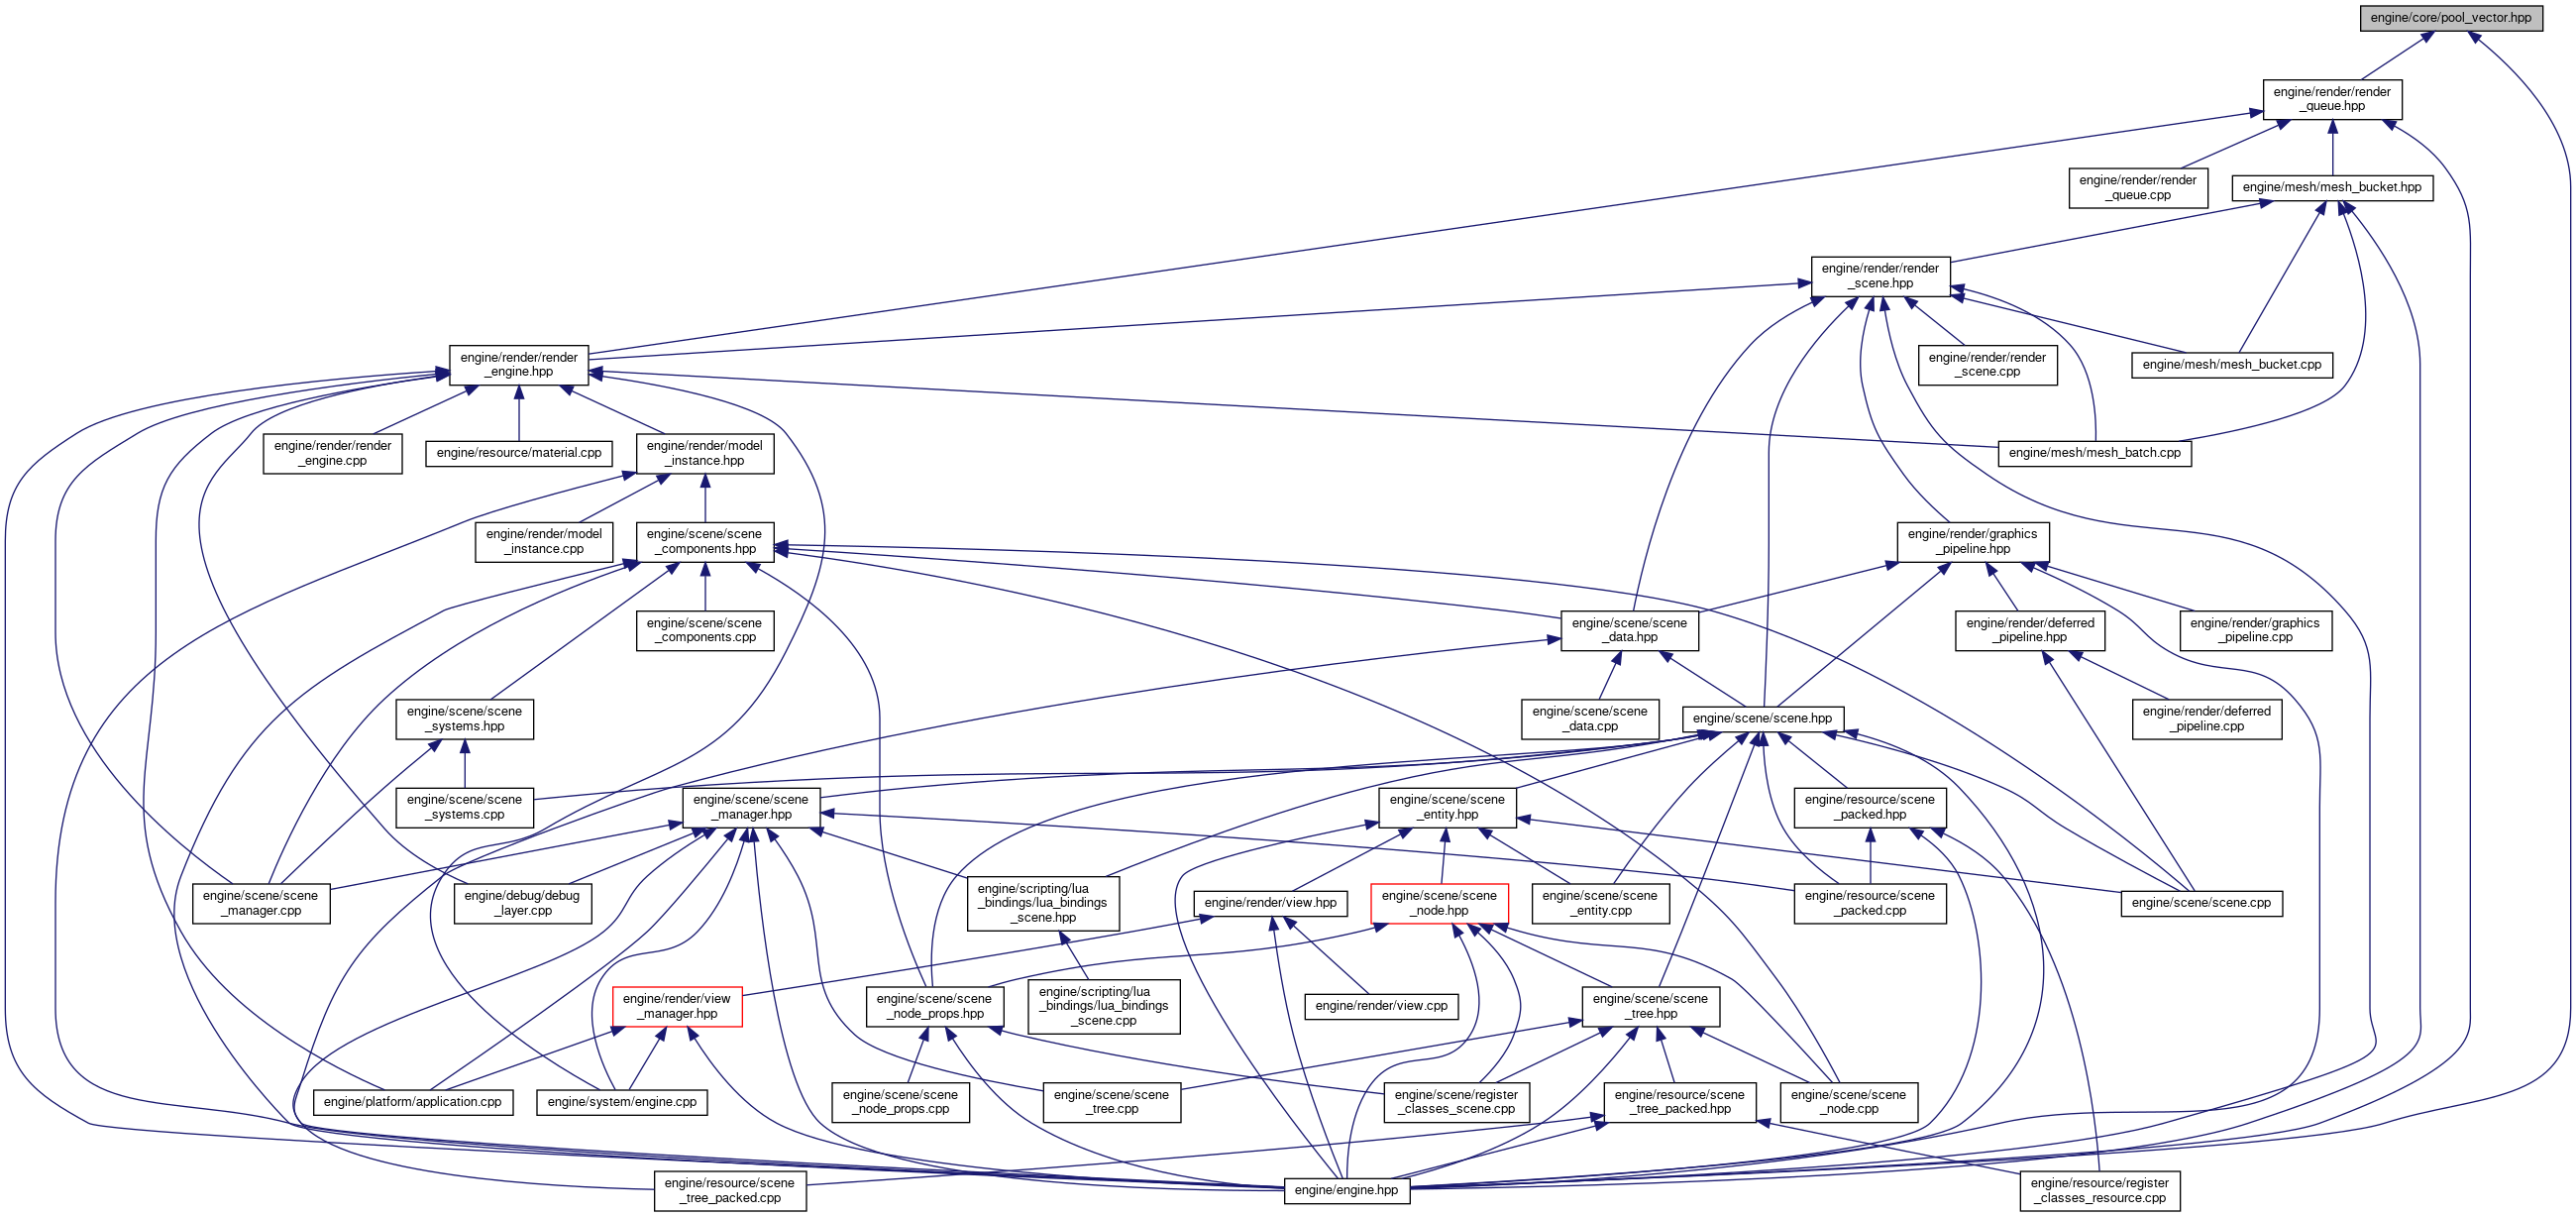 engine/core/pool_vector.hpp
engine/render/render
_queue.hpp
engine/render/render
_queue.cpp
engine/mesh/mesh_bucket.hpp
engine/render/render
_scene.hpp
engine/render/render
_engine.hpp
engine/render/render
_scene.cpp
engine/mesh/mesh_bucket.cpp
engine/render/render
_engine.cpp
engine/resource/material.cpp
engine/render/model
_instance.hpp
engine/mesh/mesh_batch.cpp
engine/render/model
_instance.cpp
engine/scene/scene
_components.hpp
engine/render/graphics
_pipeline.hpp
engine/scene/scene
_components.cpp
engine/scene/scene
_data.hpp
engine/render/deferred
_pipeline.hpp
engine/render/graphics
_pipeline.cpp
engine/scene/scene
_systems.hpp
engine/scene/scene
_data.cpp
engine/scene/scene.hpp
engine/render/deferred
_pipeline.cpp
engine/scene/scene
_systems.cpp
engine/scene/scene
_manager.hpp
engine/scene/scene
_entity.hpp
engine/resource/scene
_packed.hpp
engine/scene/scene
_manager.cpp
engine/debug/debug
_layer.cpp
engine/scripting/lua
_bindings/lua_bindings
_scene.hpp
engine/render/view.hpp
engine/scene/scene
_node.hpp
engine/scene/scene
_entity.cpp
engine/resource/scene
_packed.cpp
engine/scene/scene.cpp
engine/render/view
_manager.hpp
engine/scene/scene
_node_props.hpp
engine/scripting/lua
_bindings/lua_bindings
_scene.cpp
engine/render/view.cpp
engine/scene/scene
_tree.hpp
engine/platform/application.cpp
engine/system/engine.cpp
engine/scene/scene
_node_props.cpp
engine/scene/scene
_tree.cpp
engine/scene/register
_classes_scene.cpp
engine/resource/scene
_tree_packed.hpp
engine/scene/scene
_node.cpp
engine/resource/scene
_tree_packed.cpp
engine/engine.hpp
engine/resource/register
_classes_resource.cpp